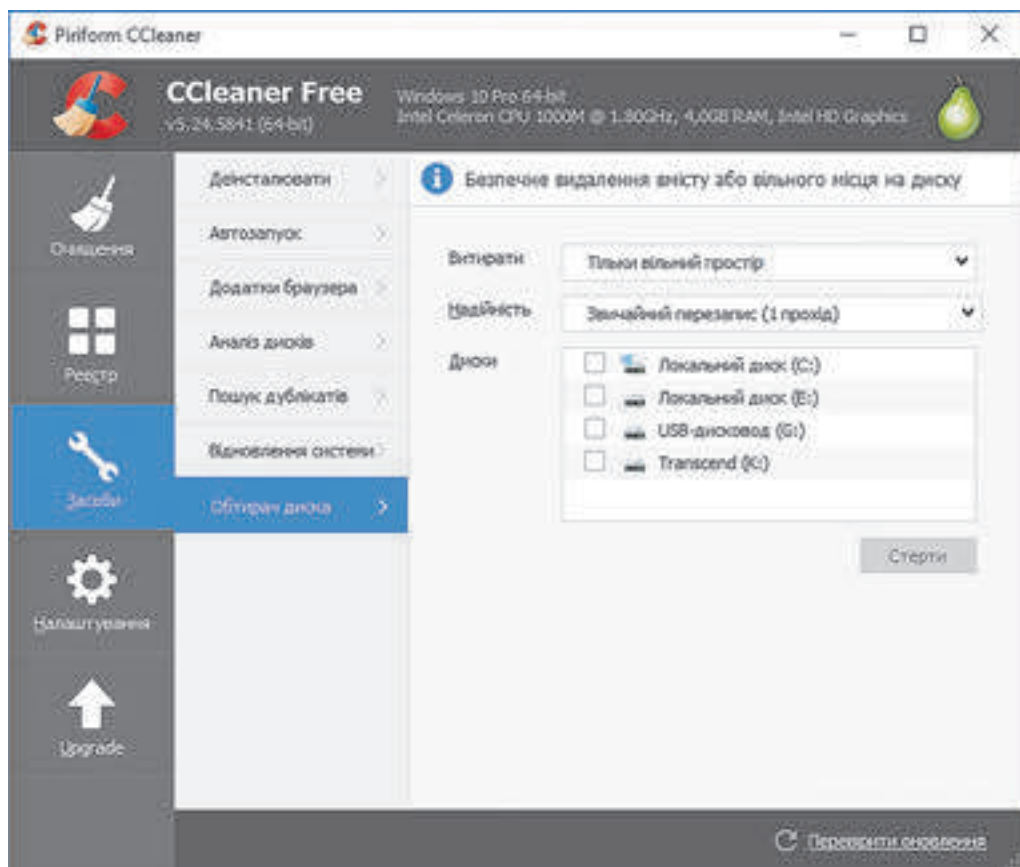 Piriform CCleaner
CCleaner Free
v5.24.5841 (64-bit)
Windows 10 Pro 64-bit
Intel Celeron CPU 1000M @ 1.80GHz, 4,0GB RAM, Intel HD Graphics
Очищення
Реєстр
Засоби
Налаштування
Upgrade
Деінсталювати
Автозапуск
Додатки браузера
Аналіз дисків
Пошук дублікатів
Відновлення системи
Обтирач диска
Безпечне видалення вмісту або вільного місця на диску
Витирати
Тільки вільний простір
Надійність
Звичайний перезапис (1 прохід)
Диски
Локальний диск (C:)
Локальний диск (E:)
USB-дисковод (G:)
Transcend (K:)
Стерти
Перевірити оновлення